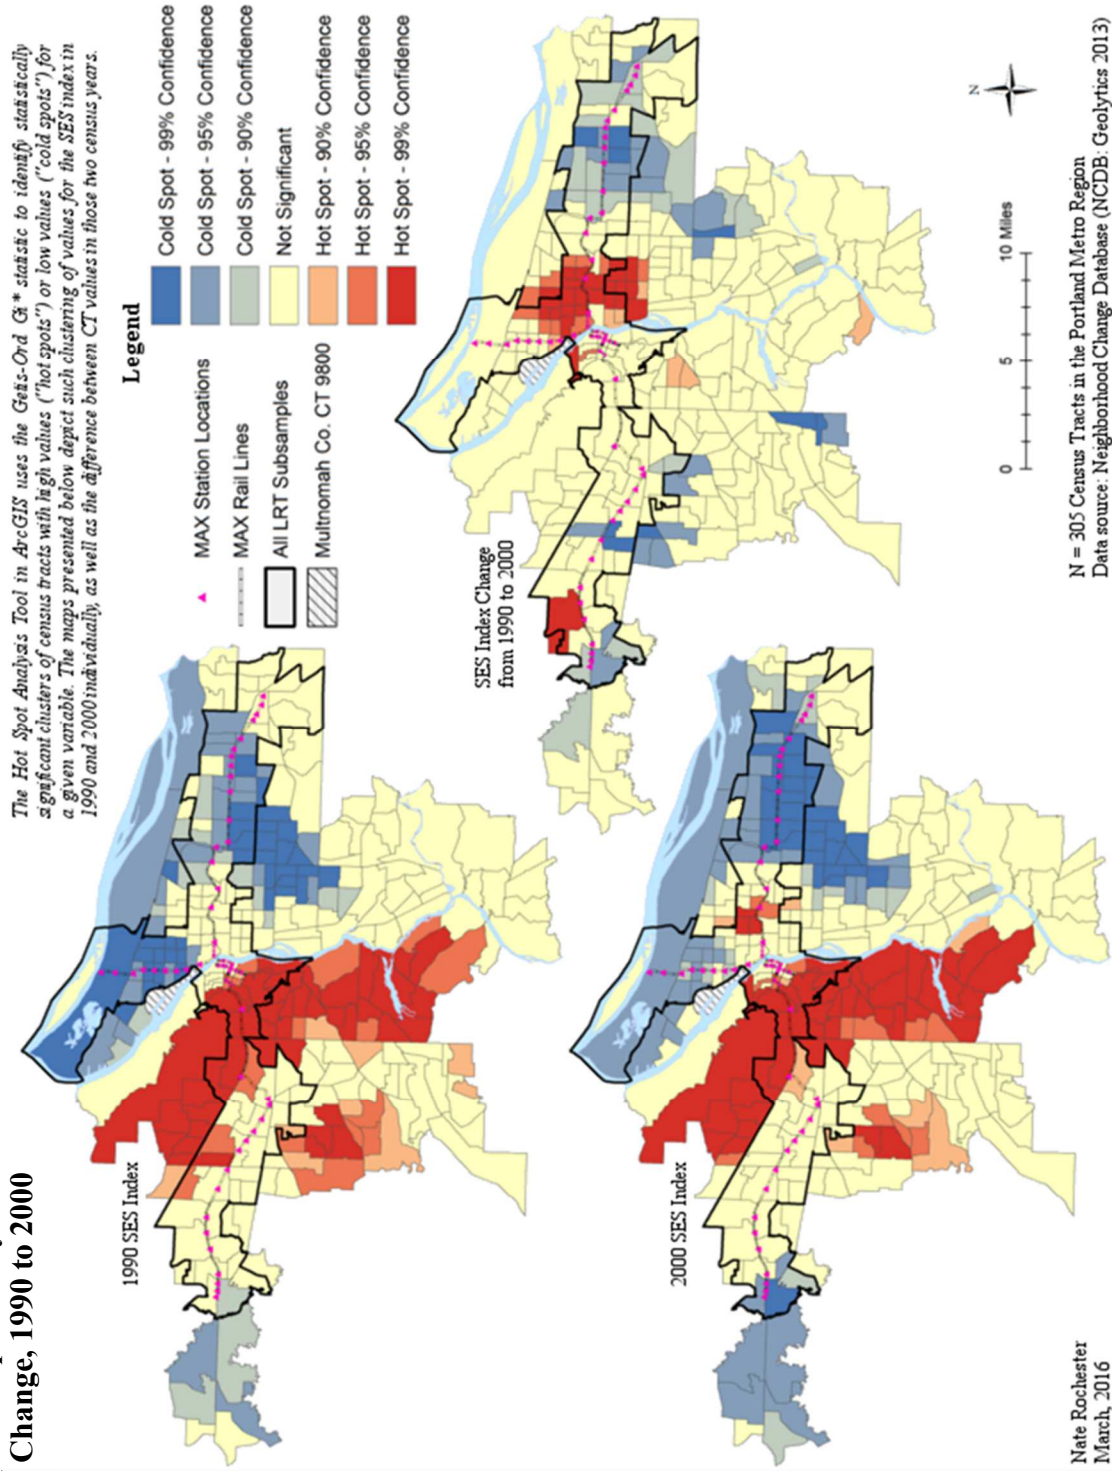 Change, 1990 to 2000
The Hot Spot Analysis Tool in ArcGIS uses the Getis-Ord Gi* statistic to identify statistically
significant clusters of census tracts with high values ("hot spots") or low values ("cold spots") for
a given variable. The maps presented below depict such clustering of values for the SES index in
1990 and 2000 individually, as well as the difference between CT values in those two census years.
1990 SES Index
Legend
MAX Station Locations
MAX Rail Lines
All LRT Subsamples
Multnomah Co. CT 9800
Cold Spot - 99% Confidence
Cold Spot - 95% Confidence
Cold Spot - 90% Confidence
Not Significant
Hot Spot - 90% Confidence
Hot Spot - 95% Confidence
Hot Spot - 99% Confidence
SES Index Change
from 1990 to 2000
2000 SES Index
N
0 5 10 Miles
Nate Rochester
March, 2016
N = 305 Census Tracts in the Portland Metro Region
Data source: Neighborhood Change Database (NCDB: Geolytics 2013)